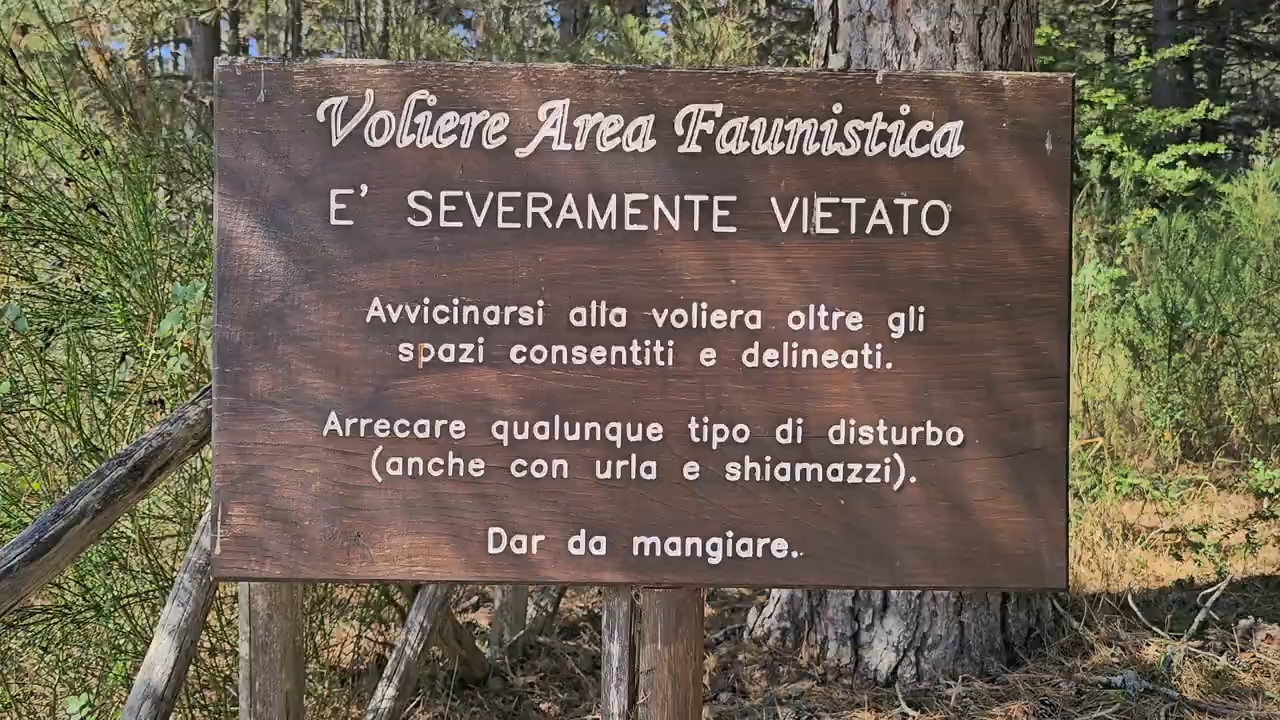 Voliere Area Faunistica
E' SEVERAMENTE VIETATO
Avvicinarsi alla voliera oltre gli
spazi consentiti e delineati.
Arrecare qualunque tipo di disturbo
(anche con urla e shiamazzi).
Dar da mangiare.